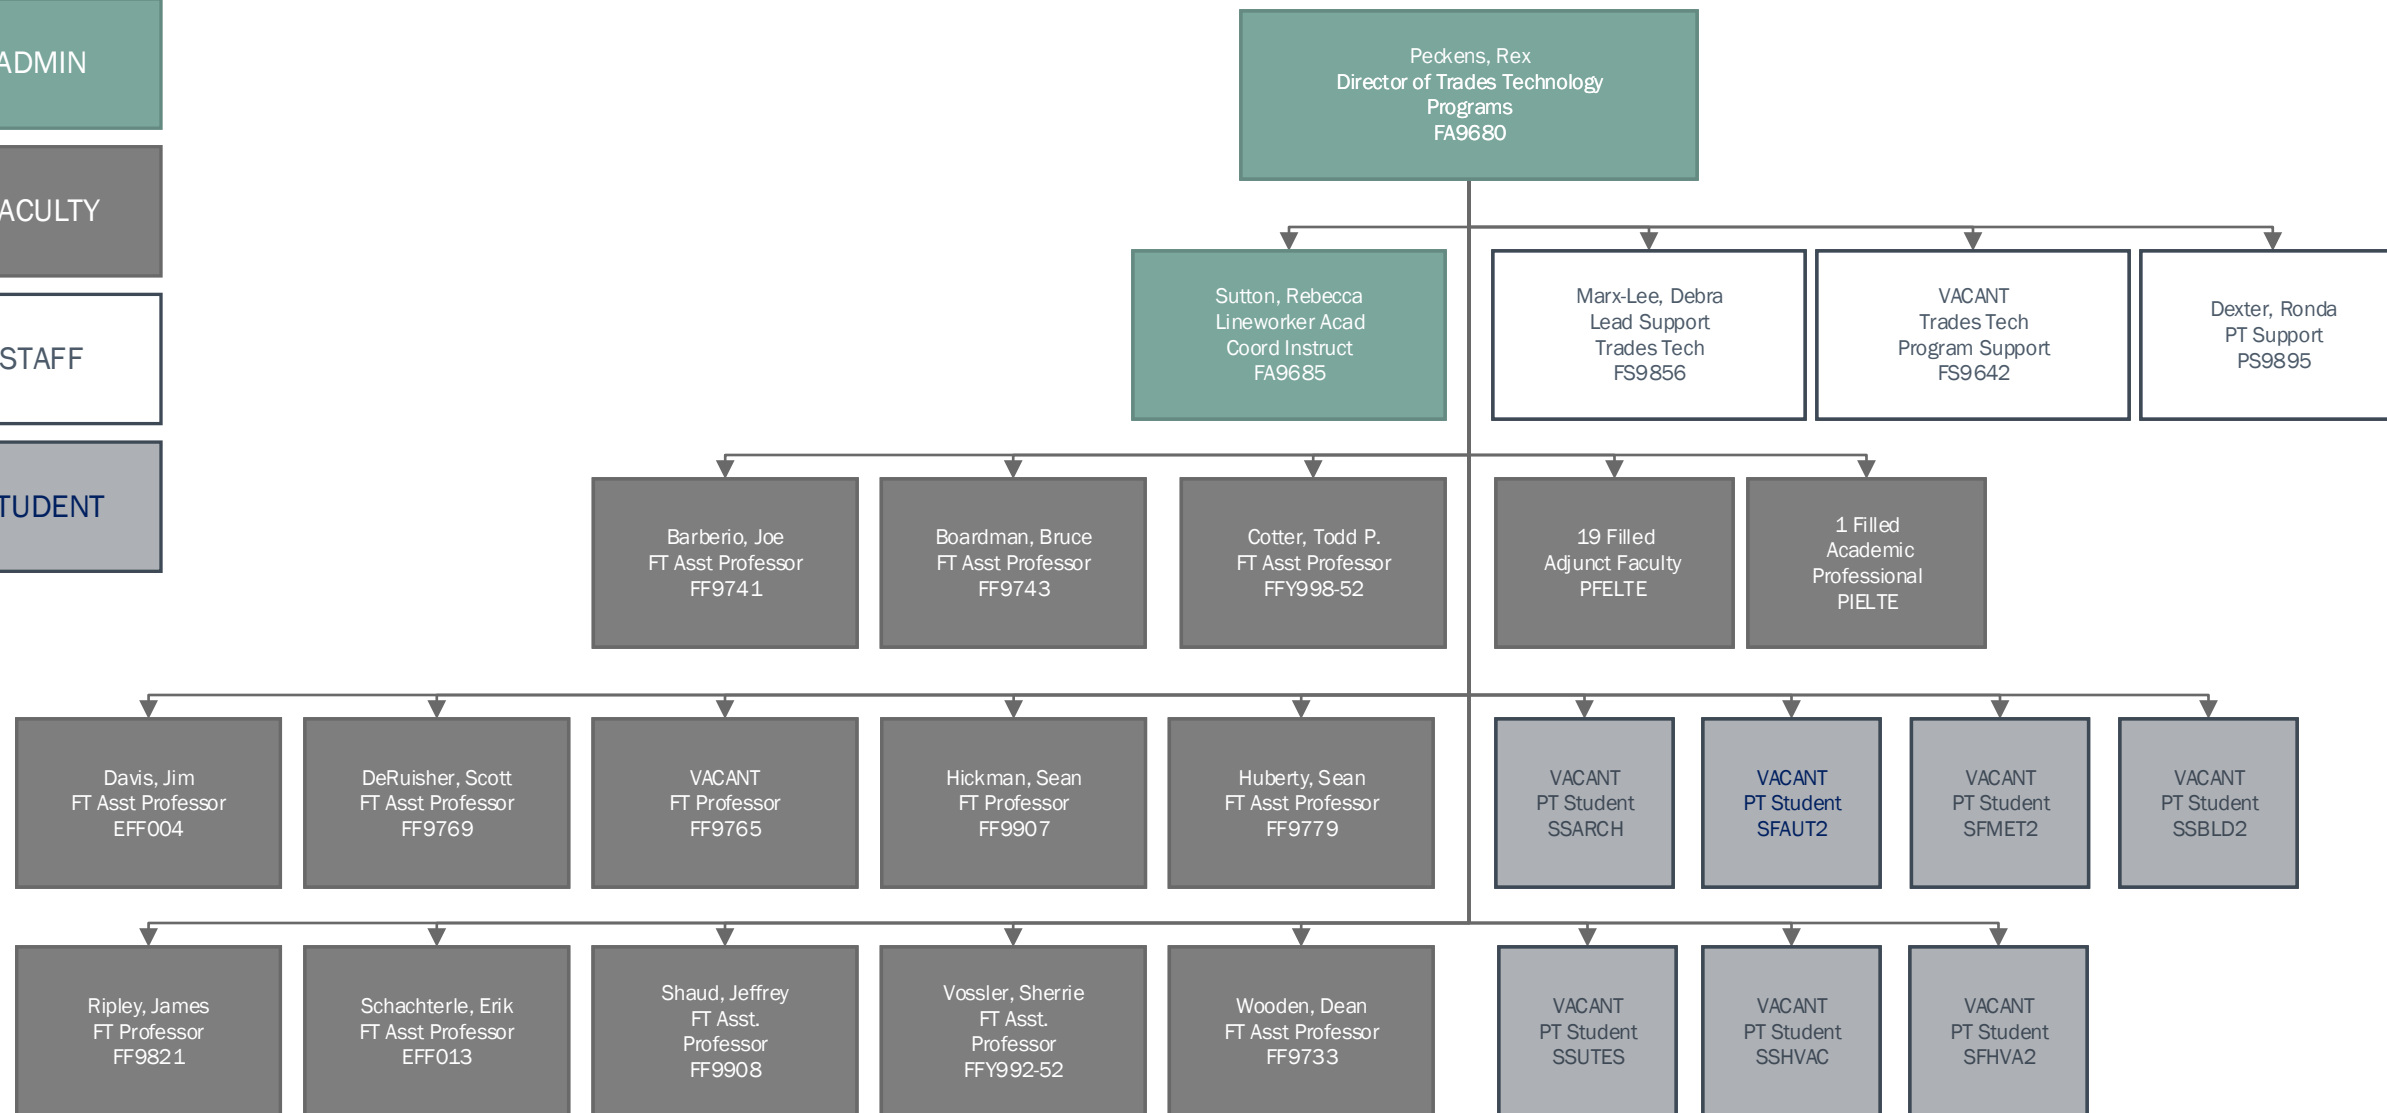 ADMIN
ACULTY
STAFF
TUDENT
Peckens, Rex
Director of Trades Technology
Programs
FA9680
Sutton, Rebecca
Lineworker Acad
Coord Instruct
FA9685
Marx-Lee, Debra
Lead Support
Trades Tech
FS9856
VACANT
Trades Tech
Program Support
FS9642
Dexter, Ronda
PT Support
PS9895
Barberio, Joe
FT Asst Professor
FF9741
Boardman, Bruce
FT Asst Professor
FF9743
Cotter, Todd P.
FT Asst Professor
FFY998-52
19 Filled
Adjunct Faculty
PFELTE
1 Filled
Academic
Professional
PIELTE
Davis, Jim
FT Asst Professor
EFF004
DeRuisher, Scott
FT Asst Professor
FF9769
VACANT
FT Professor
FF9765
Hickman, Sean
FT Professor
FF9907
Huberty, Sean
FT Asst Professor
FF9779
VACANT
PT Student
SSARCH
VACANT
PT Student
SFAUT2
VACANT
PT Student
SFMET2
VACANT
PT Student
SSBLD2
Ripley, James
FT Professor
FF9821
Schachterle, Erik
FT Asst Professor
EFF013
Shaud, Jeffrey
FT Asst.
Professor
FF9908
Vossler, Sherrie
FT Asst.
Professor
FFY992-52
Wooden, Dean
FT Asst Professor
FF9733
VACANT
PT Student
SSUTES
VACANT
PT Student
SSHVAC
VACANT
PT Student
SFHVA2